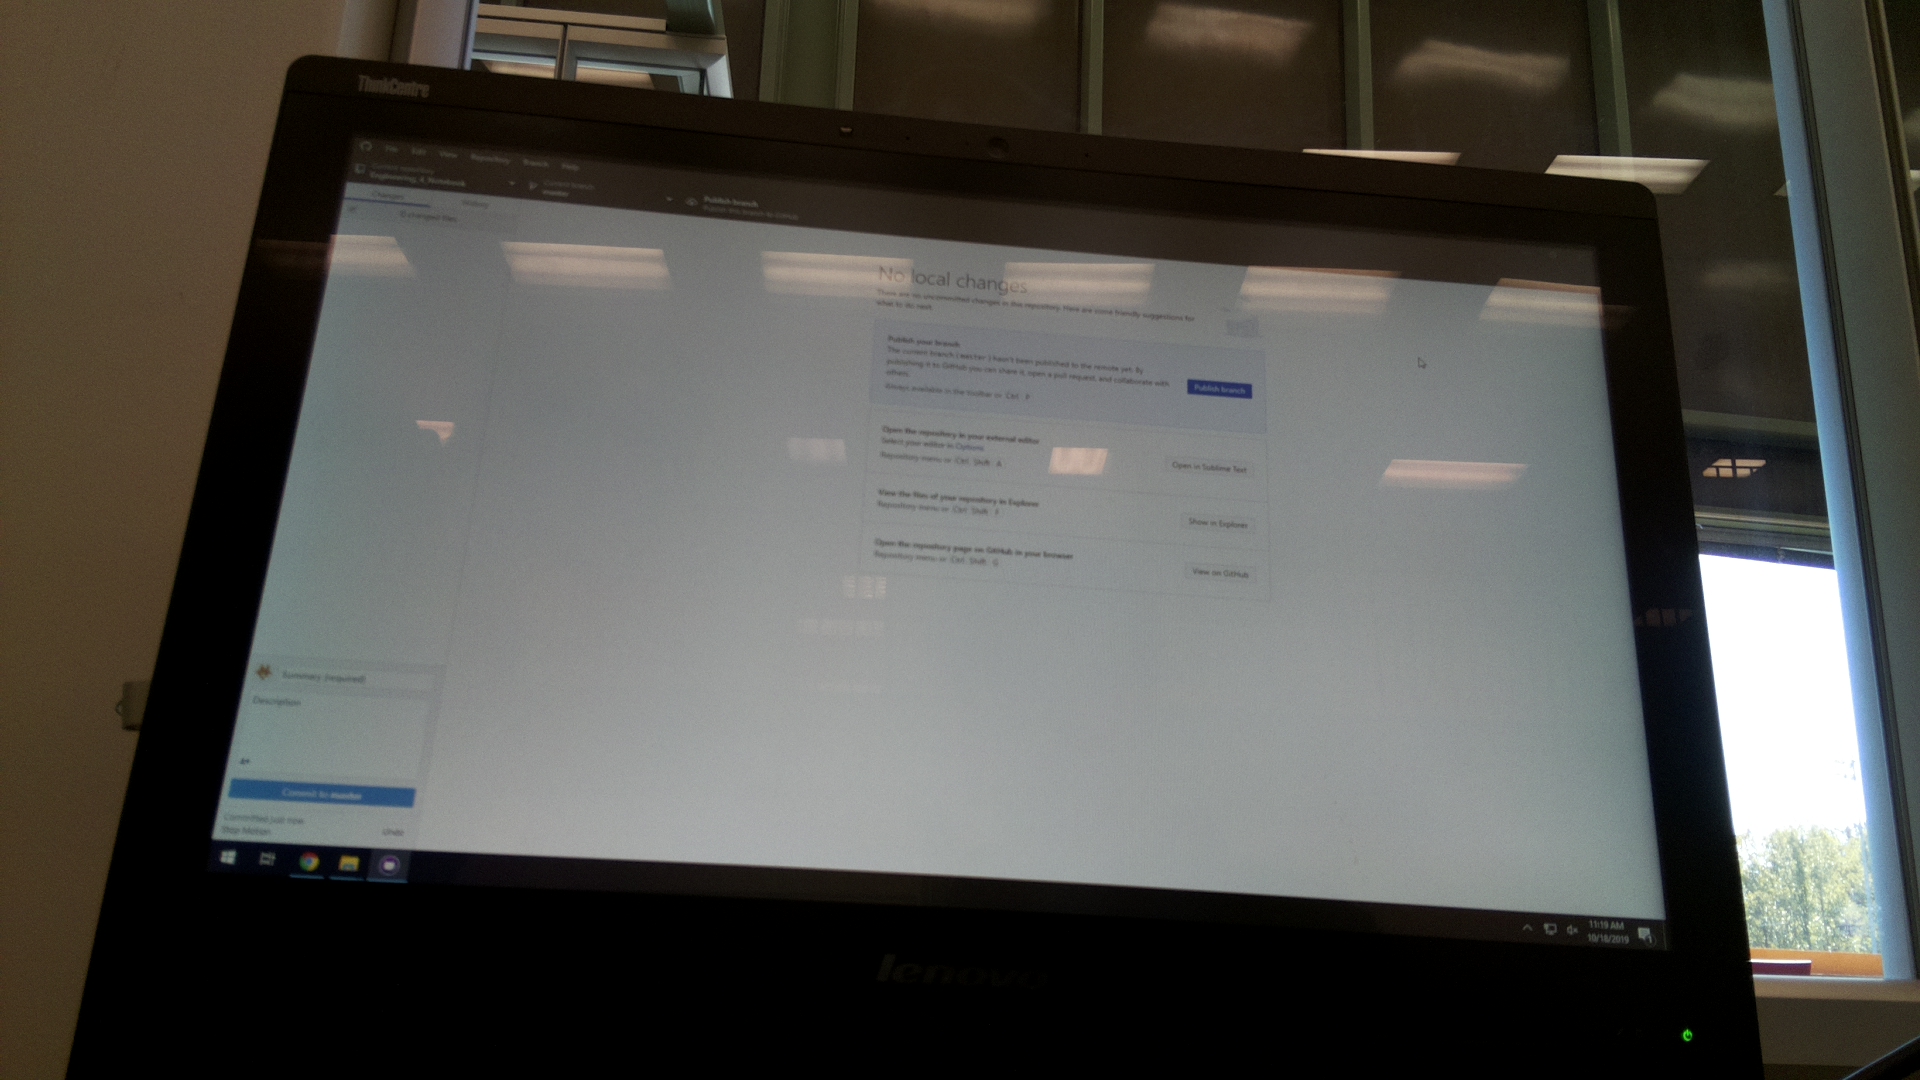 ThinkCentre
File Edit View Repository Branch Help
Current repository
Engineering_4_Notebook
Current branch
master
Publish branch
Publish this branch to GitHub
Changes
History
0 changed files
No local changes
There are no uncommitted changes in this repository. Here are some friendly suggestions for
what to do next.
Publish your branch
The current branch (master) hasn't been published to the remote yet. By
publishing it to GitHub you can share it, open a pull request, and collaborate with
others.
Always available in the toolbar or Ctrl P
Publish branch
Open the repository in your external editor
Select your editor in Options
Repository menu or Ctrl Shift A
Open in Sublime Text
View the files of your repository in Explorer
Repository menu or Ctrl Shift F
Show in Explorer
Open the repository page on GitHub in your browser
Repository menu or Ctrl Shift G
View on GitHub
Summary (required)
Description
Commit to master
Committed just now
Stop Motion
Undo
11:19 AM
10/18/2019
lenovo